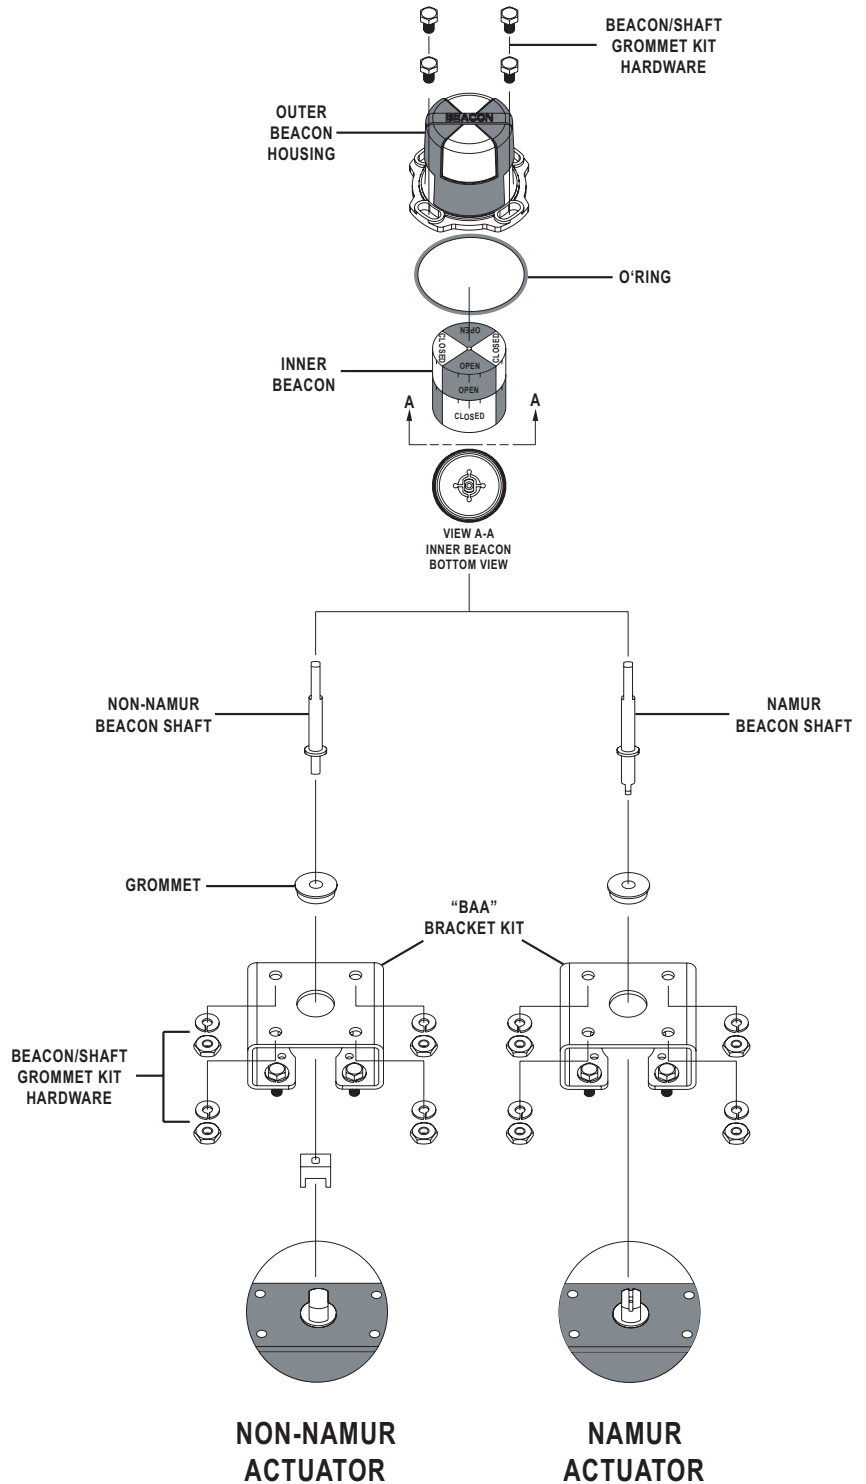 BEACON/SHAFT
GROMMET KIT
HARDWARE
OUTER
BEACON
HOUSING
BEACON
O‘RING
OPEN
CLOSED
CLOSED
OPEN
INNER
BEACON
OPEN
CLOSED
A
A
VIEW A-A
INNER BEACON
BOTTOM VIEW
NON-NAMUR
BEACON SHAFT
NAMUR
BEACON SHAFT
GROMMET
“BAA”
BRACKET KIT
BEACON/SHAFT
GROMMET KIT
HARDWARE
NON-NAMUR
ACTUATOR
NAMUR
ACTUATOR